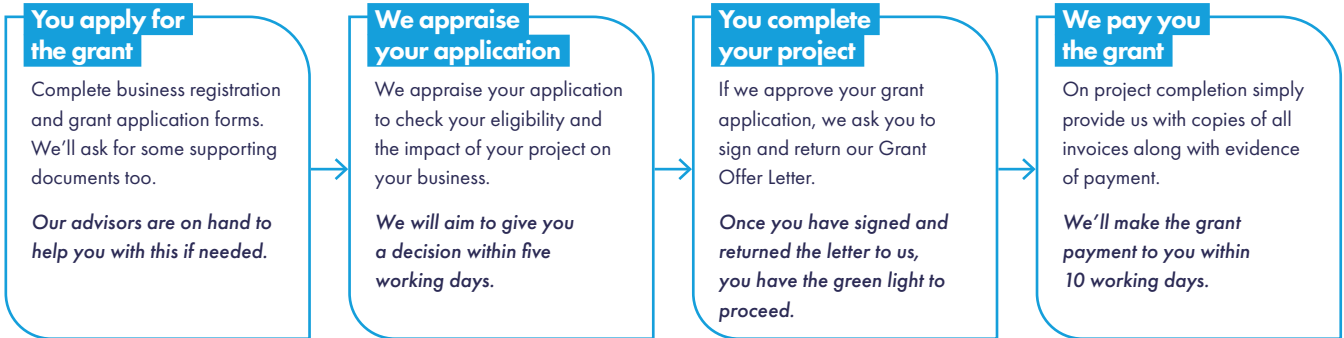 You apply for
the grant
Complete business registration
and grant application forms.
We’ll ask for some supporting
documents too.
Our advisors are on hand to
help you with this if needed.
We appraise
your application
We appraise your application
to check your eligibility and
the impact of your project on
your business.
We will aim to give you
a decision within five
working days.
You complete
your project
If we approve your grant
application, we ask you to
sign and return our Grant
Offer Letter.
Once you have signed and
returned the letter to us,
you have the green light to
proceed.
We pay you
the grant
On project completion simply
provide us with copies of all
invoices along with evidence
of payment.
We’ll make the grant
payment to you within
10 working days.